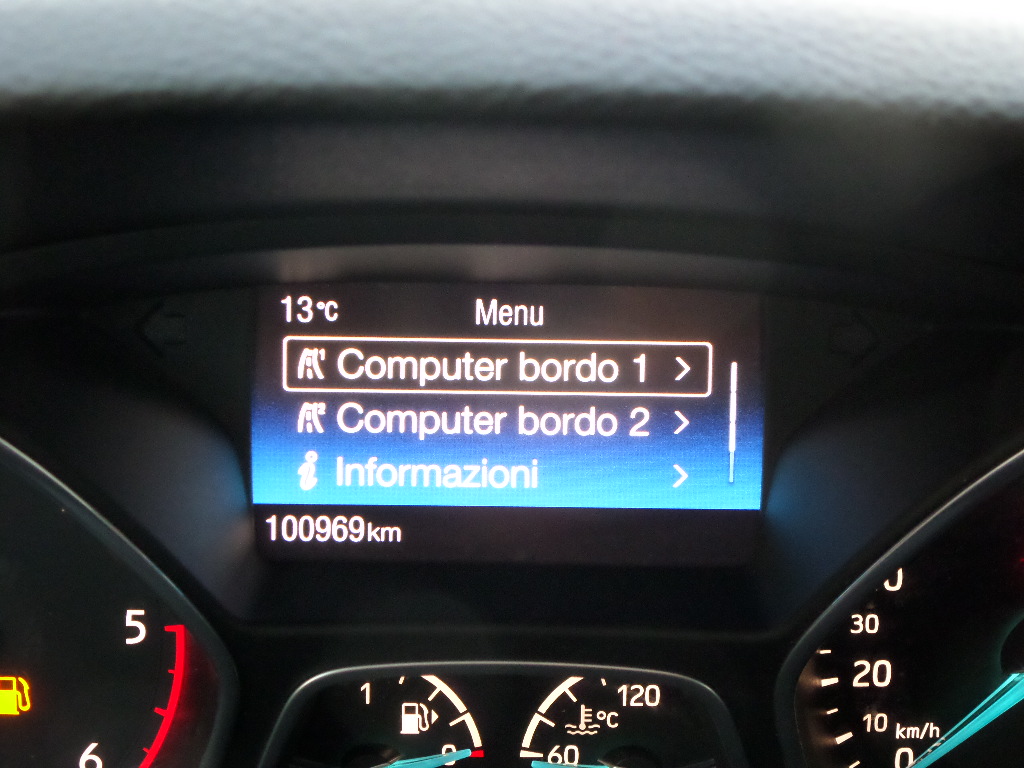 13°C Menu
Computer bordo 1 >
Computer bordo 2 >
Informazioni >
100969km
5
6
1
0
120
°C
60
30
20
10 km/h
0